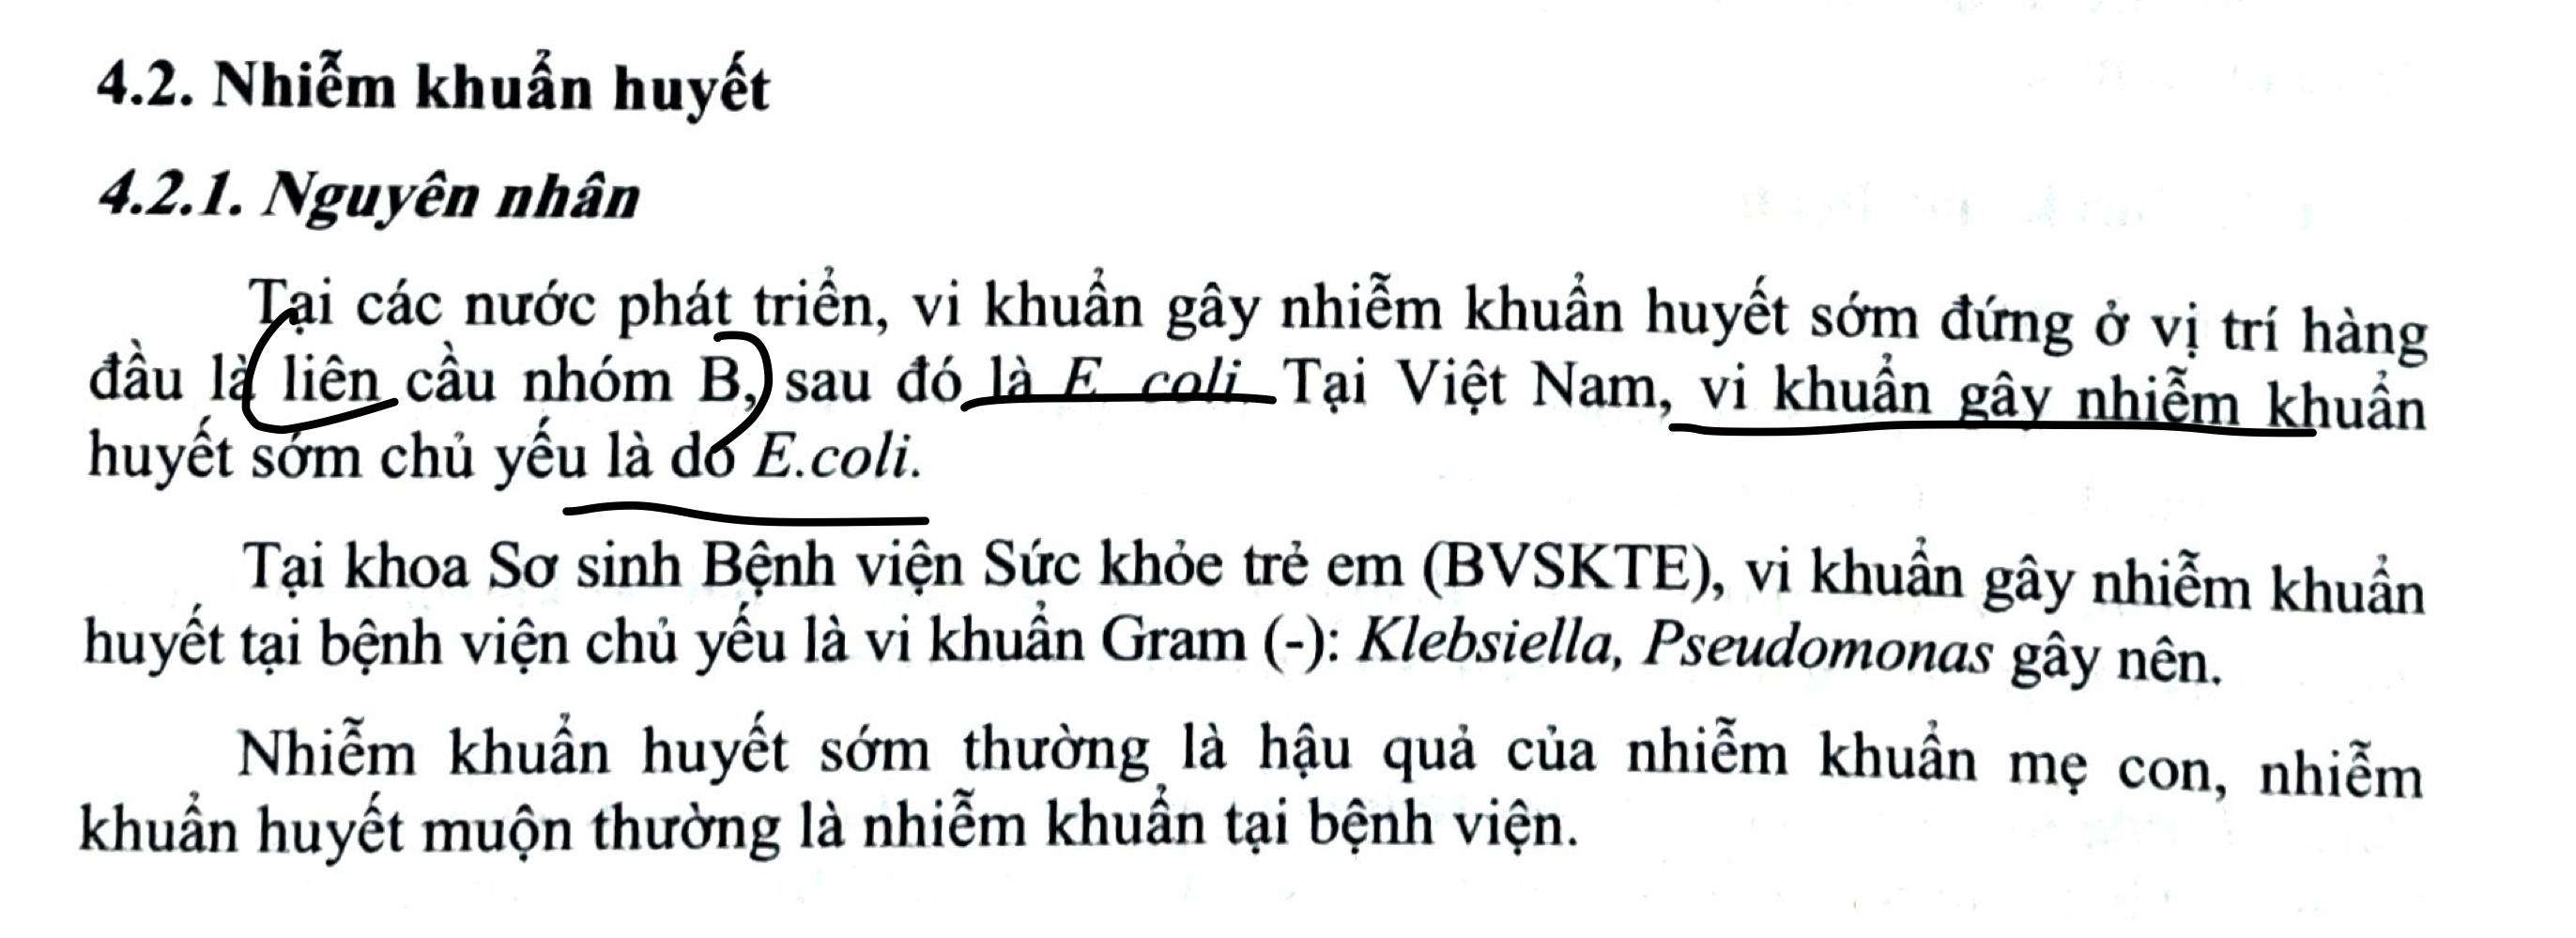 4.2. Nhiễm khuẩn huyết
4.2.1. Nguyên nhân
Tại các nước phát triển, vi khuẩn gây nhiễm khuẩn huyết sớm đứng ở vị trí hàng
đầu là liên cầu nhóm B, sau đó là E. coli. Tại Việt Nam, vi khuẩn gây nhiễm khuẩn
huyết sớm chủ yếu là do E.coli.
Tại khoa Sơ sinh Bệnh viện Sức khỏe trẻ em (BVSKTE), vi khuẩn gây nhiễm khuẩn
huyết tại bệnh viện chủ yếu là vi khuẩn Gram (-): Klebsiella, Pseudomonas gây nên.
Nhiễm khuẩn huyết sớm thường là hậu quả của nhiễm khuẩn mẹ con, nhiễm
khuẩn huyết muộn thường là nhiễm khuẩn tại bệnh viện.